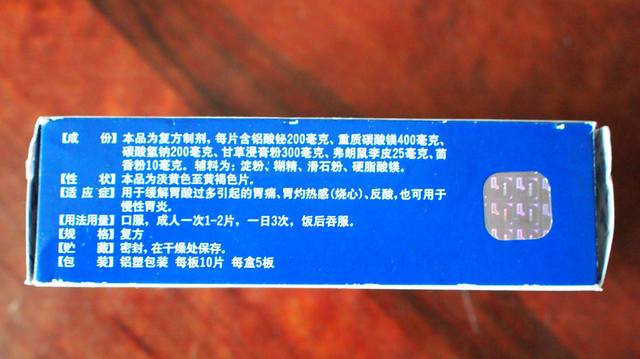 【成　份】本品为复方制剂，每片含铝酸铋200毫克、重质碳酸镁400毫克、
碳酸氢钠200毫克、甘草浸膏粉300毫克、弗朗鼠李皮25毫克、茴
香粉10毫克。辅料为：淀粉、糊精、滑石粉、硬脂酸镁。
【性　状】本品为淡黄色至黄褐色片。
【适应症】用于缓解胃酸过多引起的胃痛、胃灼热感(烧心)、反酸，也可用于
慢性胃炎。
【用法用量】口服，成人一次1-2片，一日3次，饭后吞服。
【规　格】复方
【贮　藏】密封，在干燥处保存。
【包　装】铝塑包装 每板10片 每盒5板